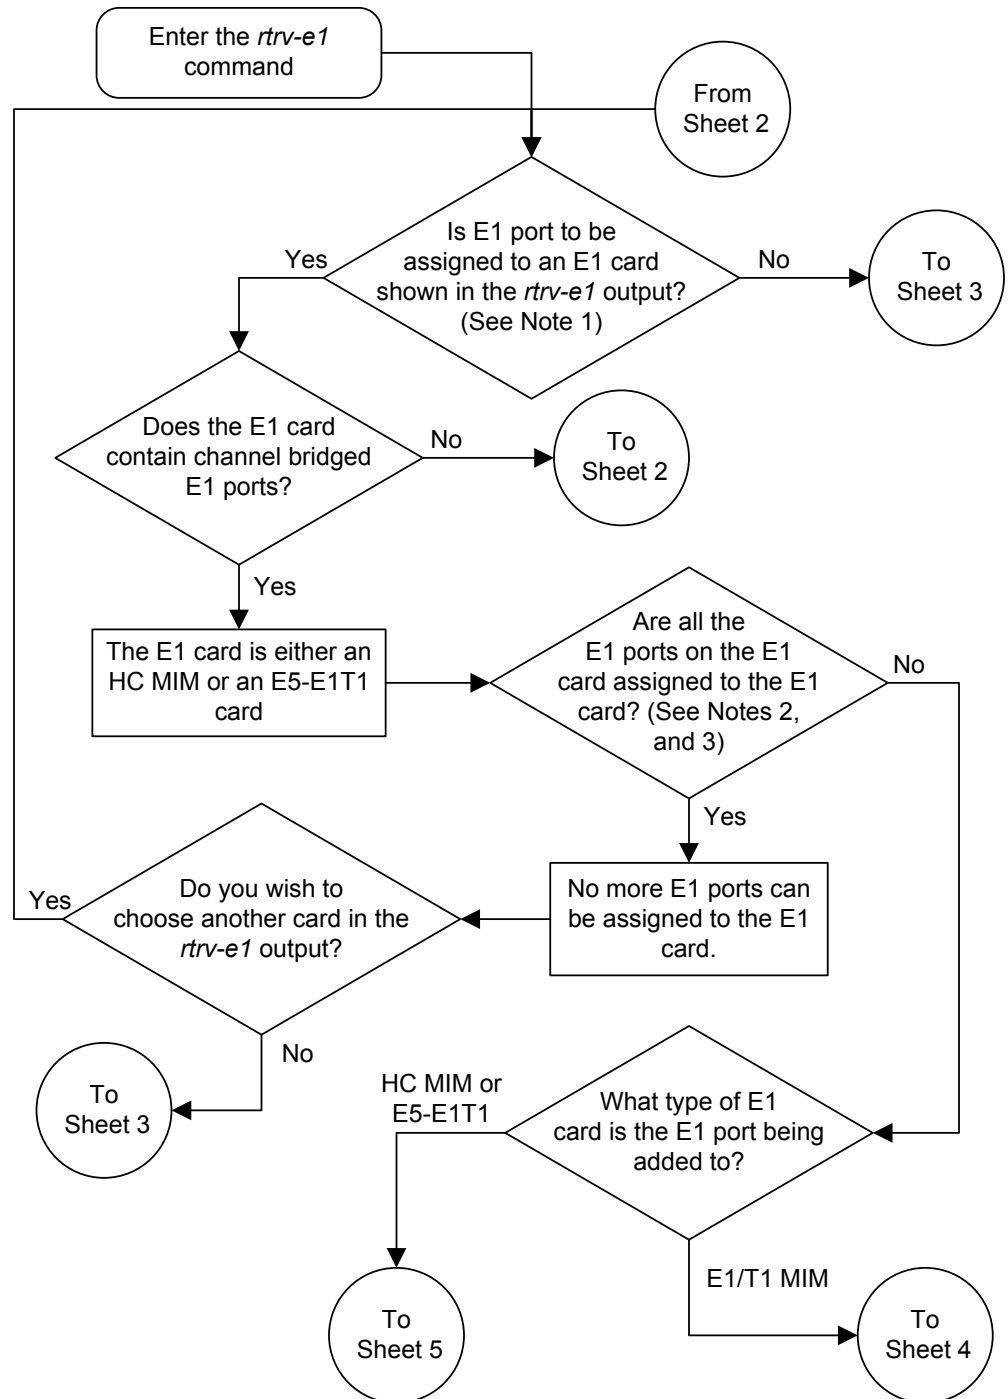 Enter the rtrv-e1
command
From
Sheet 2
Is E1 port to be
assigned to an E1 card
shown in the rtrv-e1 output?
(See Note 1)
Yes
No
To
Sheet 3
Does the E1 card
contain channel bridged
E1 ports?
No
To
Sheet 2
Yes
The E1 card is either an
HC MIM or an E5-E1T1
card
Are all the
E1 ports on the E1
card assigned to the E1
card? (See Notes 2,
and 3)
No
Yes
No more E1 ports can
be assigned to the E1
card.
Do you wish to
choose another card in the
rtrv-e1 output?
Yes
No
To
Sheet 3
What type of E1
card is the E1 port being
added to?
HC MIM or
E5-E1T1
E1/T1 MIM
To
Sheet 5
To
Sheet 4